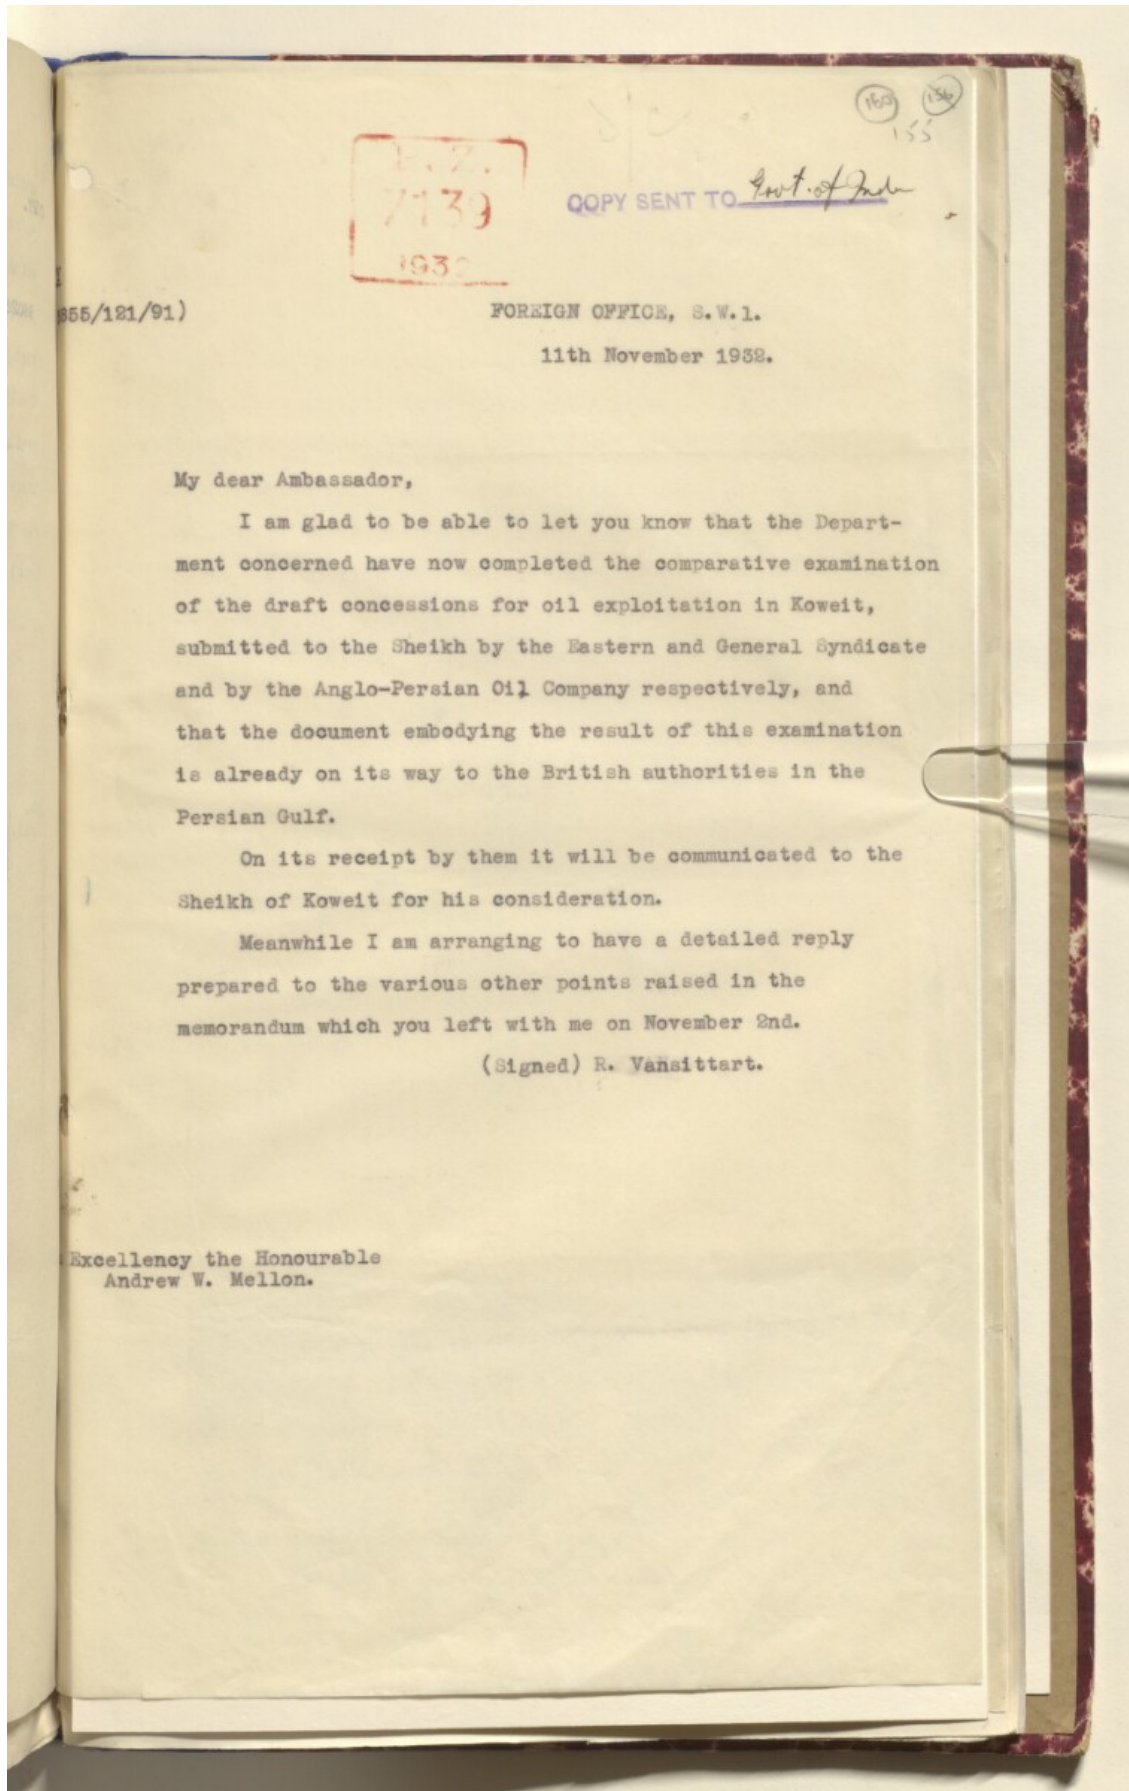 160 156
155
P.Z.
7139
1932
COPY SENT TO Govt. of India
855/121/91)
FOREIGN OFFICE, S.W.1.
11th November 1932.
My dear Ambassador,
I am glad to be able to let you know that the Depart-
ment concerned have now completed the comparative examination
of the draft concessions for oil exploitation in Koweit,
submitted to the Sheikh by the Eastern and General Syndicate
and by the Anglo-Persian Oil Company respectively, and
that the document embodying the result of this examination
is already on its way to the British authorities in the
Persian Gulf.
On its receipt by them it will be communicated to the
Sheikh of Koweit for his consideration.
Meanwhile I am arranging to have a detailed reply
prepared to the various other points raised in the
memorandum which you left with me on November 2nd.
(Signed) R. Vansittart.
Excellency the Honourable
Andrew W. Mellon.